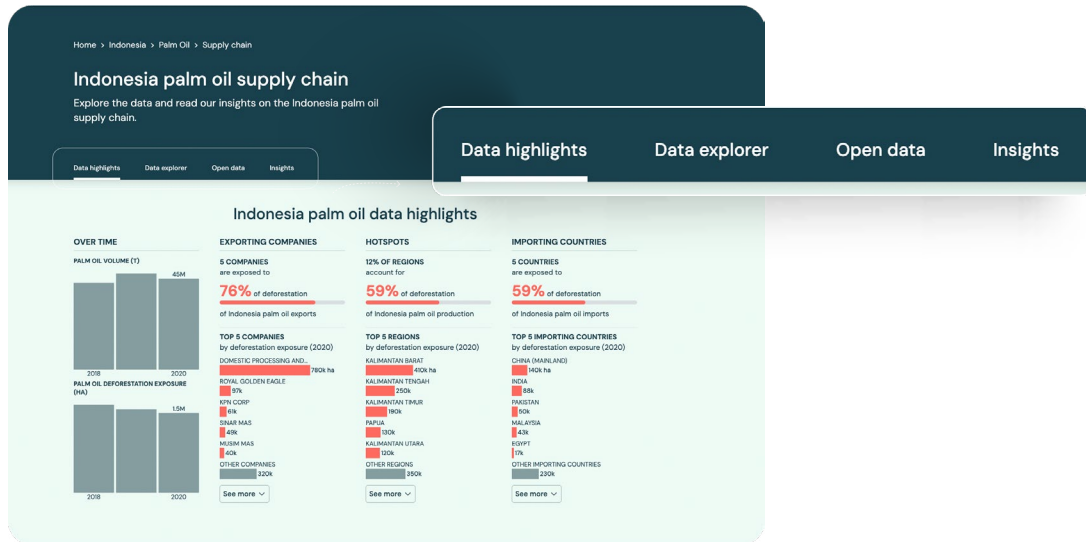 Home > Indonesia > Palm Oil > Supply chain
Indonesia palm oil supply chain
Explore the data and read our insights on the Indonesia palm oil
supply chain.
Data highlights Data explorer Open data Insights
Data highlights Data explorer Open data Insights
Indonesia palm oil data highlights
OVER TIME
PALM OIL VOLUME (T)
45M
2018 2020
PALM OIL DEFORESTATION EXPOSURE
(HA)
1.5M
2018 2020
EXPORTING COMPANIES
5 COMPANIES
are exposed to
76% of deforestation
of Indonesia palm oil exports
TOP 5 COMPANIES
by deforestation exposure (2020)
DOMESTIC PROCESSING AND...
780k ha
ROYAL GOLDEN EAGLE
97k
KPN CORP
61k
SINAR MAS
49k
MUSIM MAS
40k
OTHER COMPANIES
320k
See more
HOTSPOTS
12% OF REGIONS
account for
59% of deforestation
of Indonesia palm oil production
TOP 5 REGIONS
by deforestation exposure (2020)
KALIMANTAN BARAT
410k ha
KALIMANTAN TENGAH
250k
KALIMANTAN TIMUR
190k
PAPUA
130k
KALIMANTAN UTARA
120k
OTHER REGIONS
350k
See more
IMPORTING COUNTRIES
5 COUNTRIES
are exposed to
59% of deforestation
of Indonesia palm oil imports
TOP 5 IMPORTING COUNTRIES
by deforestation exposure (2020)
CHINA (MAINLAND)
140k ha
INDIA
88k
PAKISTAN
50k
MALAYSIA
43k
EGYPT
17k
OTHER IMPORTING COUNTRIES
230k
See more